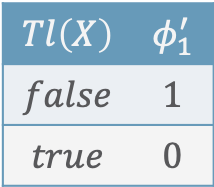 Tl(X) ϕ′₁
false 1
true 0